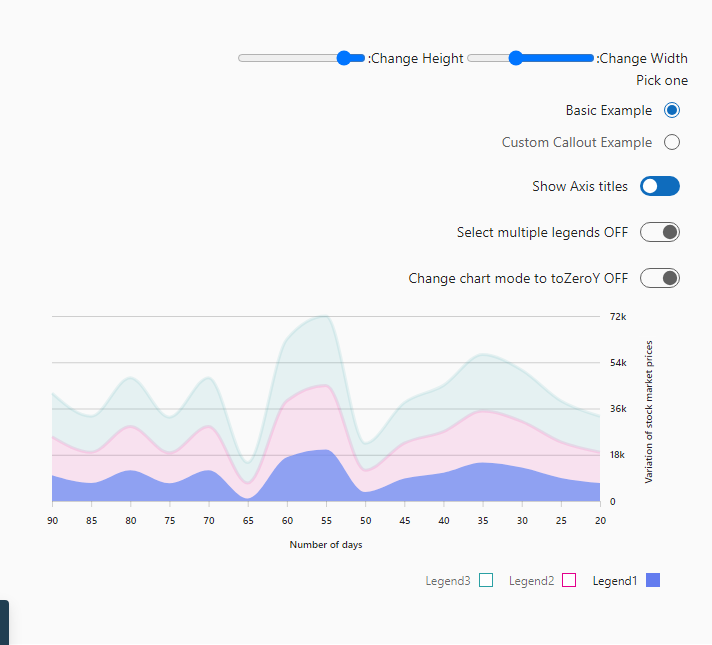 :Change Width :Change Height
Pick one
Basic Example
Custom Callout Example
Show Axis titles
Select multiple legends OFF
Change chart mode to toZeroY OFF
72k
54k
36k
18k
0
Variation of stock market prices
90 85 80 75 70 65 60 55 50 45 40 35 30 25 20
Number of days
Legend3 Legend2 Legend1